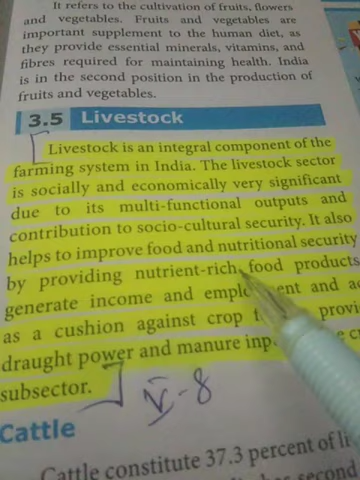 It refers to the cultivation of fruits, flowers
and vegetables. Fruits and vegetables are
important supplement to the human diet, as
they provide essential minerals, vitamins, and
fibres required for maintaining health. India
is in the second position in the production of
fruits and vegetables.
3.5 Livestock
Livestock is an integral component of the
farming system in India. The livestock sector
is socially and economically very significant
due to its multi-functional outputs and
contribution to socio-cultural security. It also
helps to improve food and nutritional security
by providing nutrient-rich food products
generate income and and
as a cushion against crop
draught power and manure
subsector.
V-8
Cattle
Cattle constitute 37.3 percent of
second